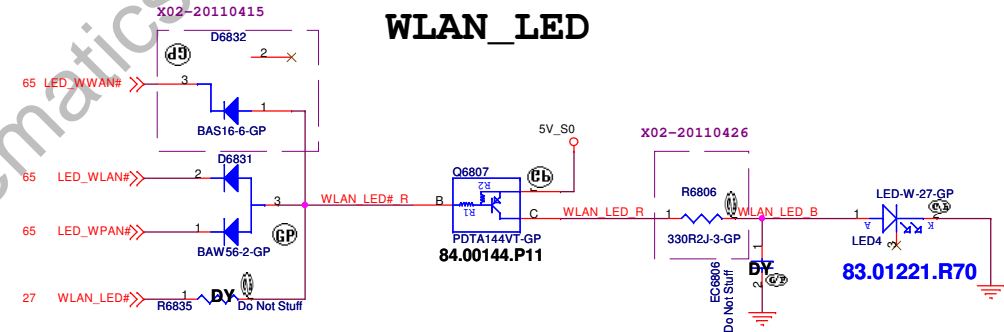 WLAN_LED
X02-20110415
D6832
2
65 LED_WWAN#
3
1
BAS16-6-GP
D6831
65 LED_WLAN#
2
3
65 LED_WPAN#
1
BAW56-2-GP
GP
27 WLAN_LED#
1
DY
R6835
Do Not Stuff
WLAN_LED#_R
B
Q6807
R2
R1
E
C
PDTA144VT-GP
84.00144.P11
5V_S0
WLAN_LED_R
X02-20110426
R6806
1
330R2J-3-GP
WLAN_LED_B
1
DY
2
EC6806
Do Not Stuff
LED-W-27-GP
1
A
K
LED4
3
83.01221.R70